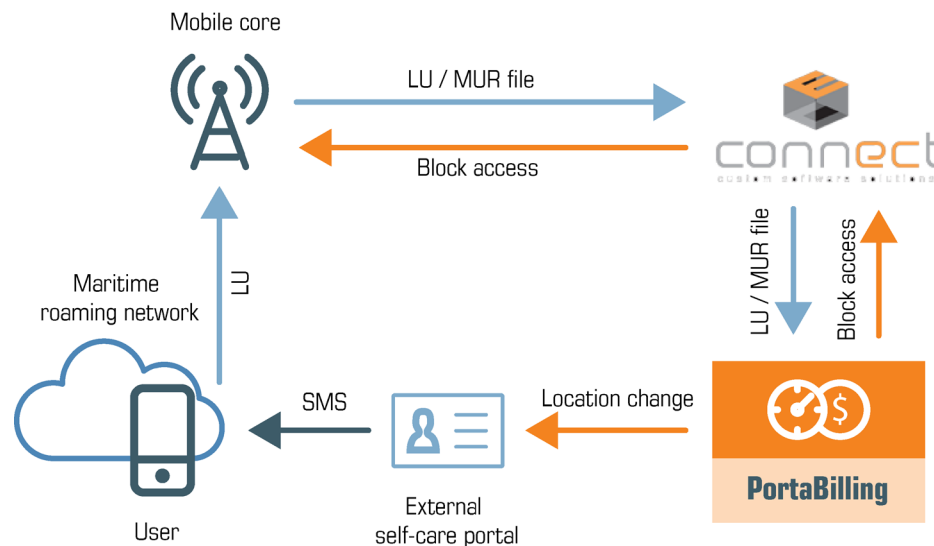 Mobile core
LU / MUR file
Block access
connect
custom software solutions
LU / MUR file
Block access
LU
Maritime
roaming network
SMS
Location change
$
PortaBilling
User
External
self-care portal